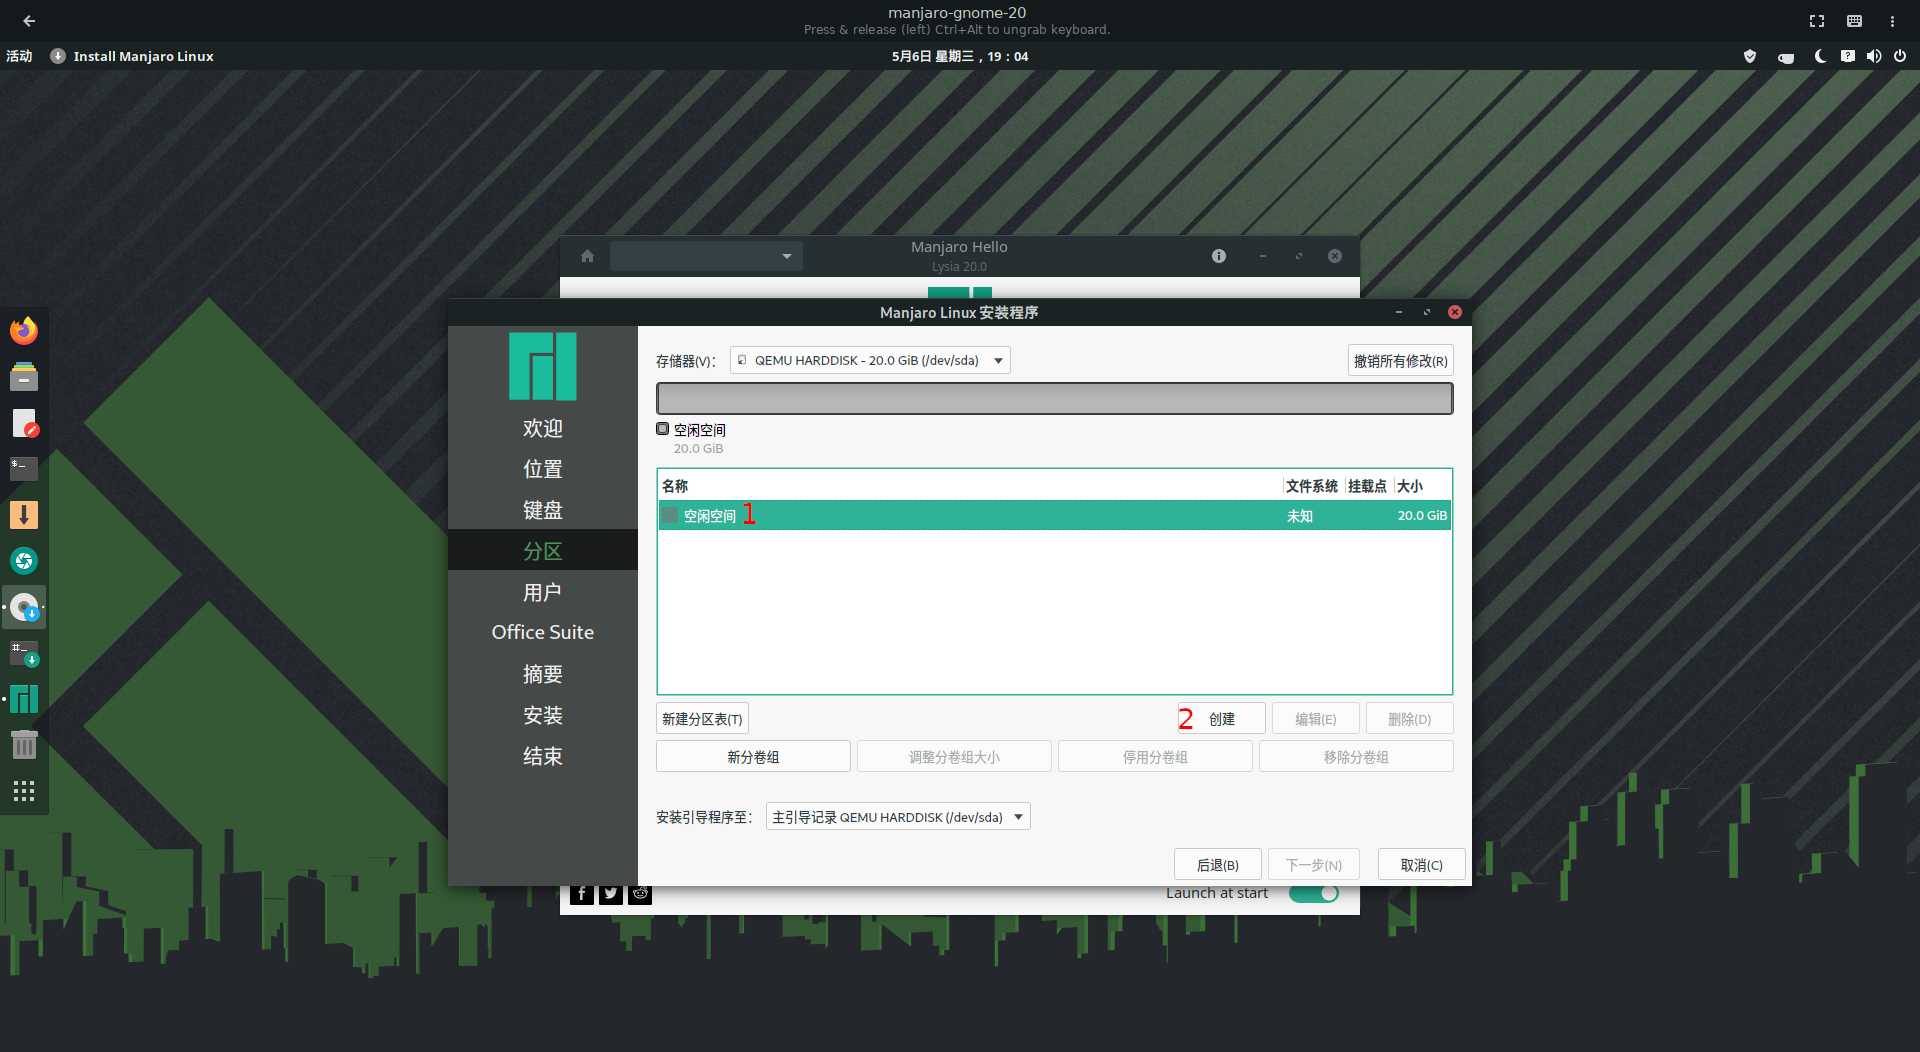 manjaro-gnome-20
Press & release (left) Ctrl+Alt to ungrab keyboard.
活动 Install Manjaro Linux 5月6日 星期三，19：04
Manjaro Hello
Lysia 20.0
Manjaro Linux 安装程序
欢迎
位置
键盘
分区
用户
Office Suite
摘要
安装
结束
存储器(V)： QEMU HARDDISK - 20.0 GiB (/dev/sda) 撤销所有修改(R)
空闲空间
20.0 GiB
名称 文件系统 挂载点 大小
空闲空间 1 未知 20.0 GiB
新建分区表(T) 2 创建 编辑(E) 删除(D)
新分卷组 调整分卷组大小 停用分卷组 移除分卷组
安装引导程序至： 主引导记录 QEMU HARDDISK (/dev/sda)
后退(B) 下一步(N) 取消(C)
Launch at start